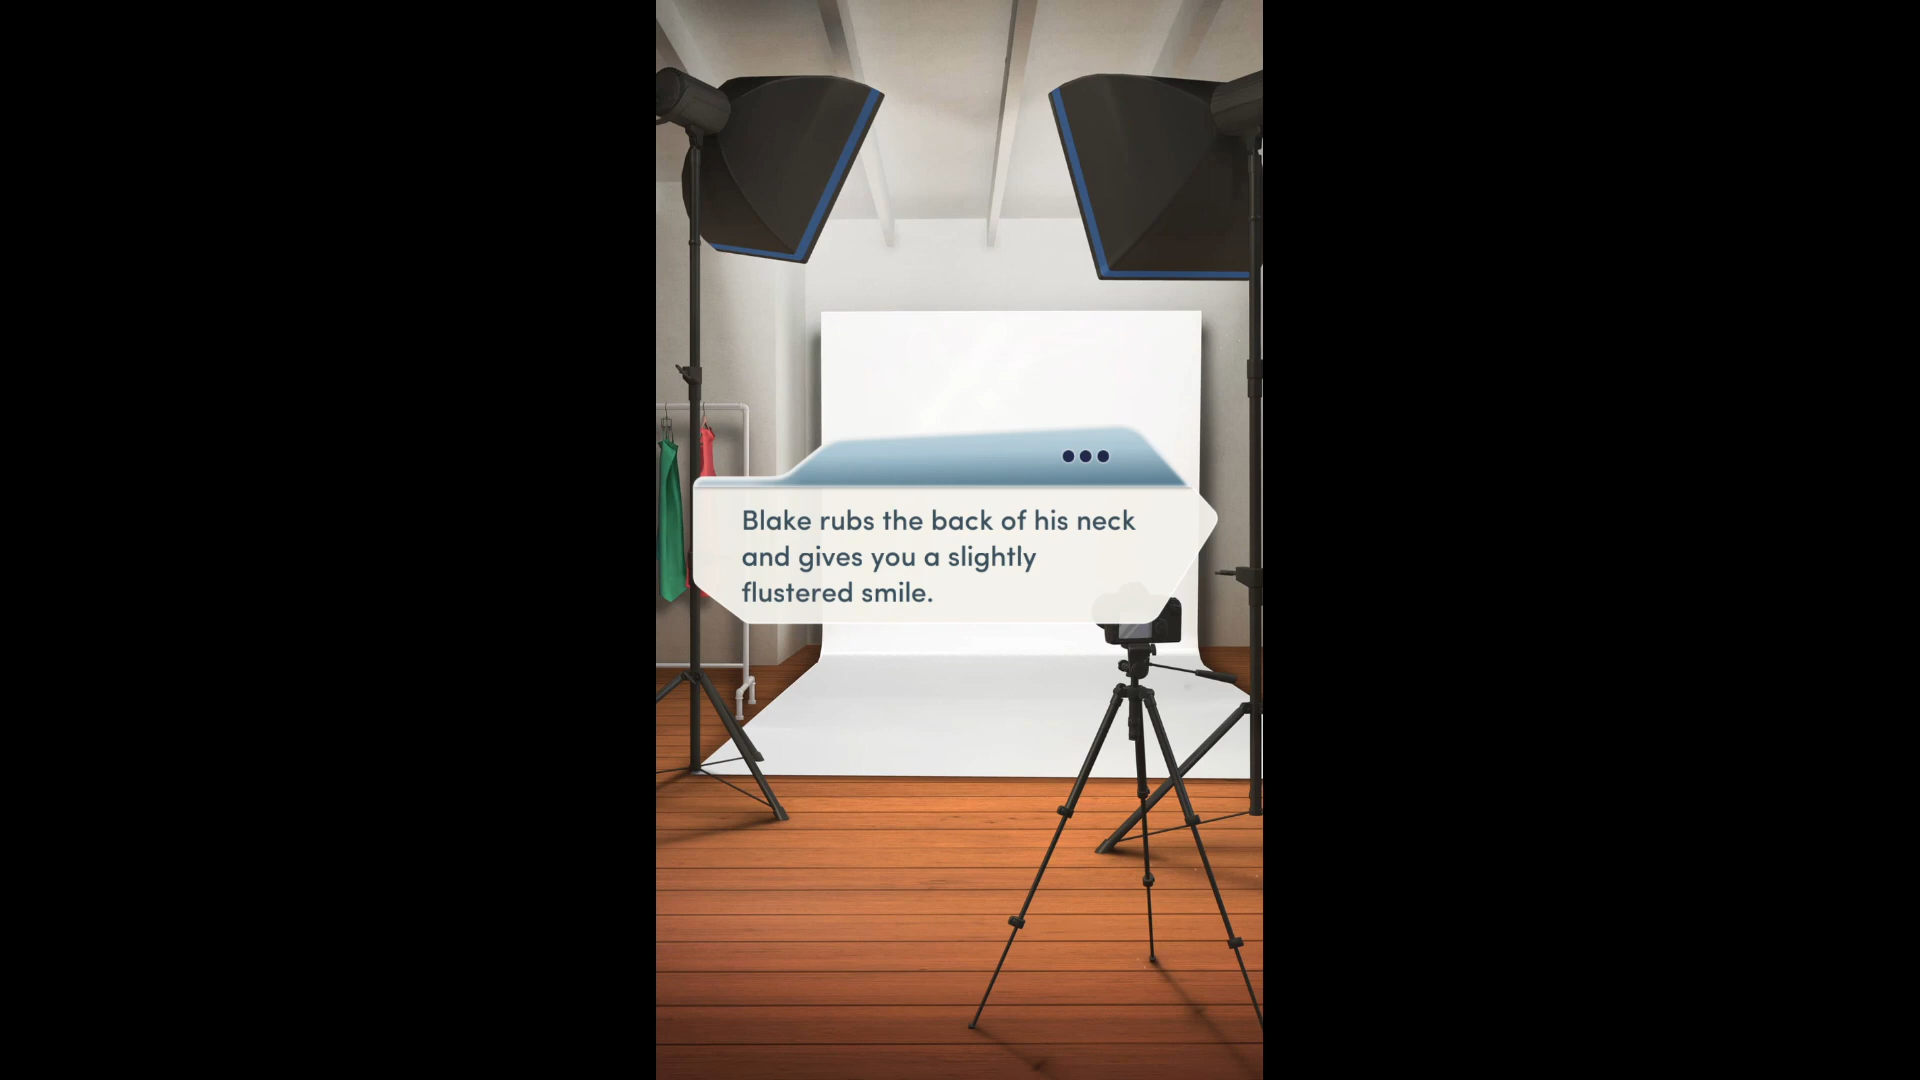 Blake rubs the back of his neck
and gives you a slightly
flustered smile.